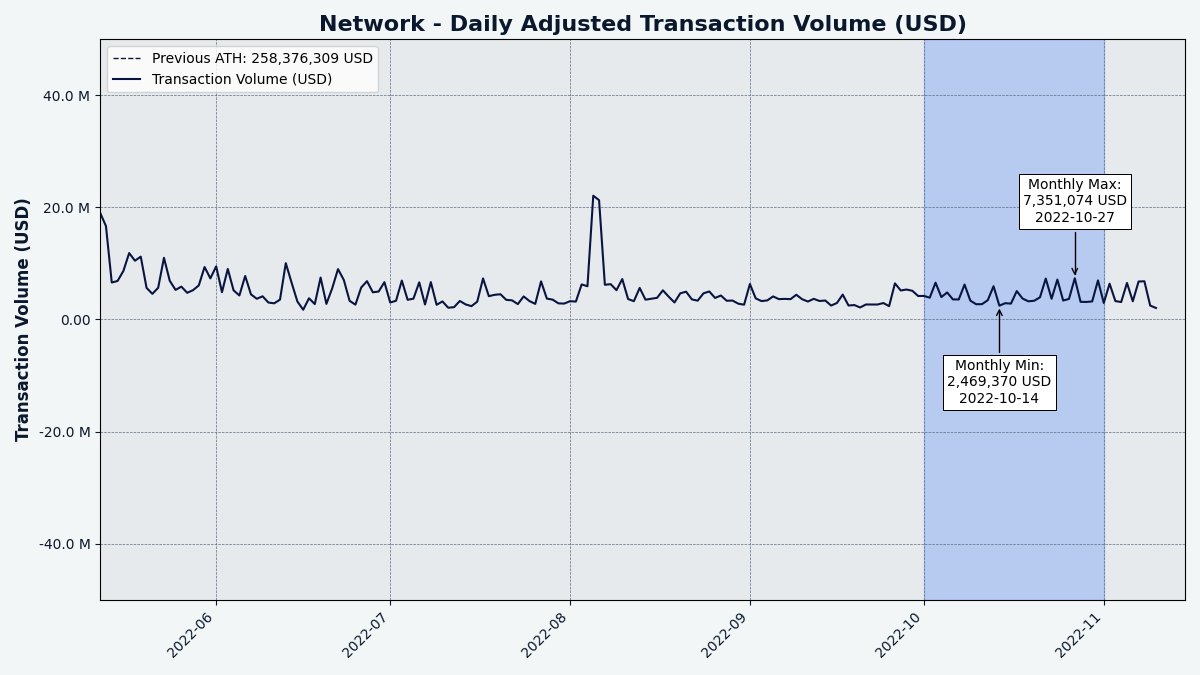 Network - Daily Adjusted Transaction Volume (USD)
Previous ATH: 258,376,309 USD
Transaction Volume (USD)
Transaction Volume (USD)
40.0 M
20.0 M
0.00
-20.0 M
-40.0 M
Monthly Max:
7,351,074 USD
2022-10-27
Monthly Min:
2,469,370 USD
2022-10-14
2022-06
2022-07
2022-08
2022-09
2022-10
2022-11